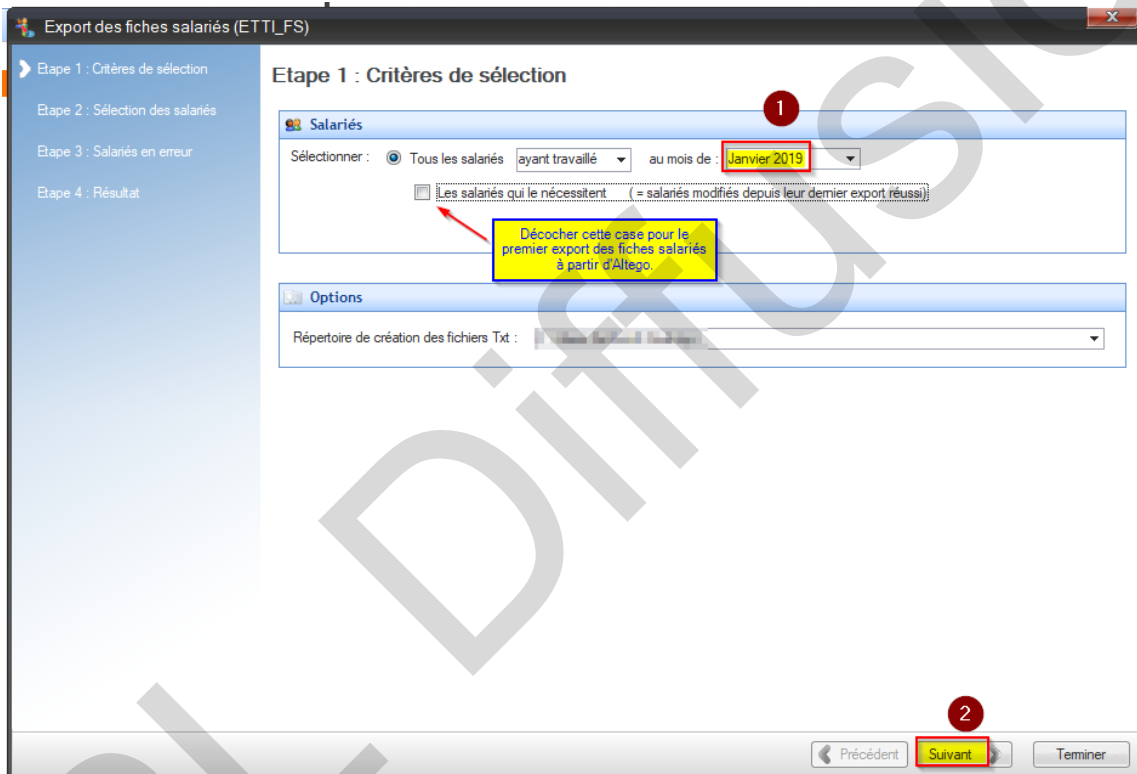 Export des fiches salariés (ETTI_FS)
x
Etape 1 : Critères de sélection
Etape 2 : Sélection des salariés
Etape 3 : Salariés en erreur
Etape 4 : Résultat
Etape 1 : Critères de sélection
1
Salariés
Sélectionner : Tous les salariés ayant travaillé au mois de : Janvier 2019
Les salariés qui le nécessitent ( = salariés modifiés depuis leur dernier export réussi)
Décocher cette case pour le
premier export des fiches salariés
à partir d'Altego.
Options
Répertoire de création des fichiers Txt :
2
Précédent Suivant Terminer